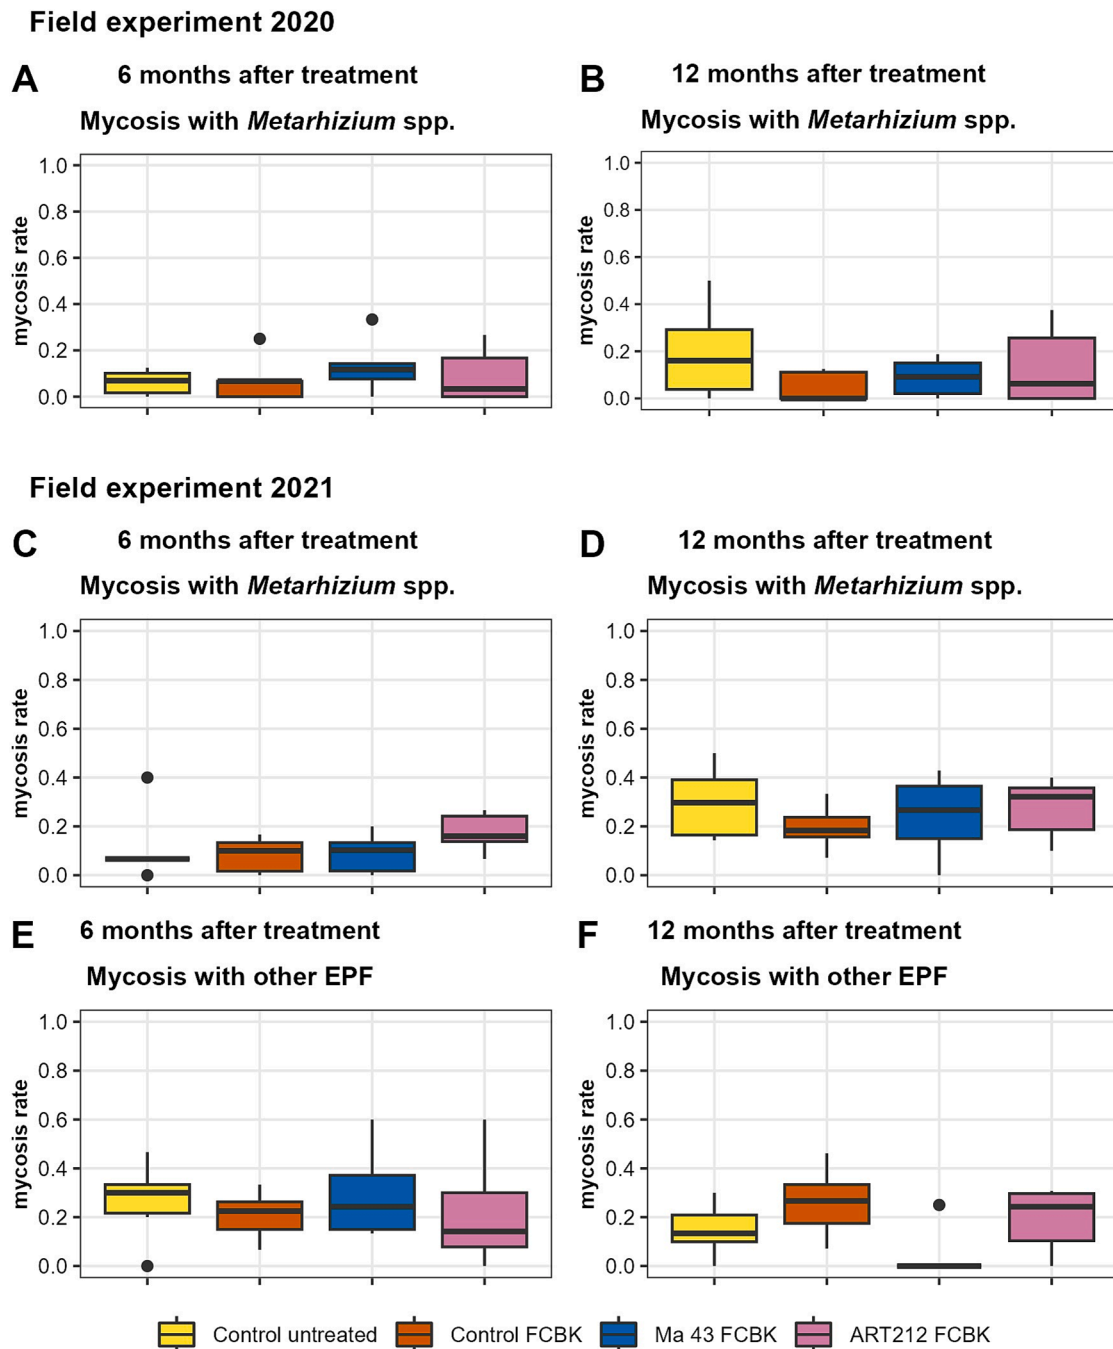 Field experiment 2020
A 6 months after treatment
Mycosis with Metarhizium spp.
1.0
0.8
0.6
0.4
0.2
0.0
mycosis rate
B 12 months after treatment
Mycosis with Metarhizium spp.
1.0
0.8
0.6
0.4
0.2
0.0
mycosis rate
Field experiment 2021
C 6 months after treatment
Mycosis with Metarhizium spp.
1.0
0.8
0.6
0.4
0.2
0.0
mycosis rate
D 12 months after treatment
Mycosis with Metarhizium spp.
1.0
0.8
0.6
0.4
0.2
0.0
mycosis rate
E 6 months after treatment
Mycosis with other EPF
1.0
0.8
0.6
0.4
0.2
0.0
mycosis rate
F 12 months after treatment
Mycosis with other EPF
1.0
0.8
0.6
0.4
0.2
0.0
mycosis rate
Control untreated Control FCBK Ma 43 FCBK ART212 FCBK